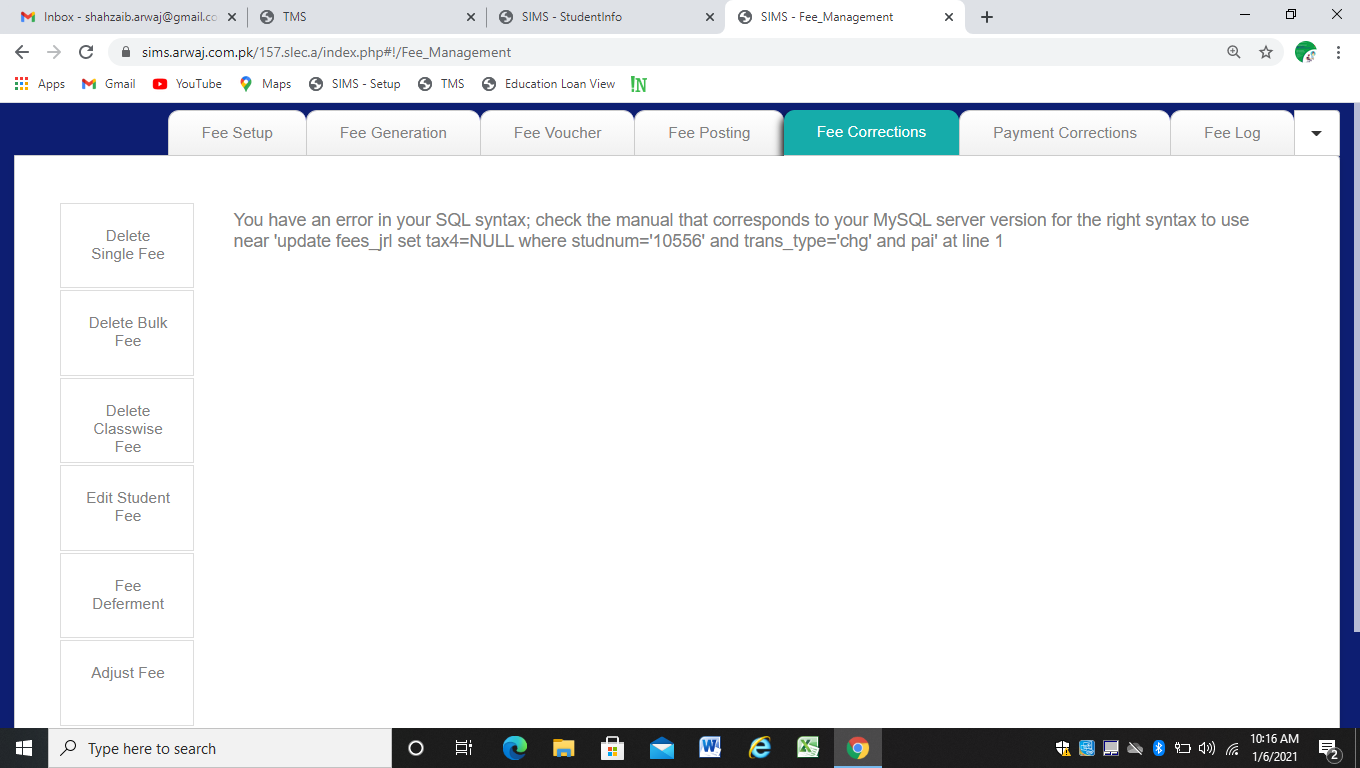 Inbox - shahzaib.arwaj@gmail.co
TMS
SIMS - StudentInfo
SIMS - Fee_Management
sims.arwaj.com.pk/157.slec.a/index.php#!/Fee_Management
Apps
Gmail
YouTube
Maps
SIMS - Setup
TMS
Education Loan View
!N
Fee Setup
Fee Generation
Fee Voucher
Fee Posting
Fee Corrections
Payment Corrections
Fee Log
Delete
Single Fee
Delete Bulk
Fee
Delete
Classwise
Fee
Edit Student
Fee
Fee
Deferment
Adjust Fee
You have an error in your SQL syntax; check the manual that corresponds to your MySQL server version for the right syntax to use
near 'update fees_jrl set tax4=NULL where studnum='10556' and trans_type='chg' and pai' at line 1
Type here to search
10:16 AM
1/6/2021
2